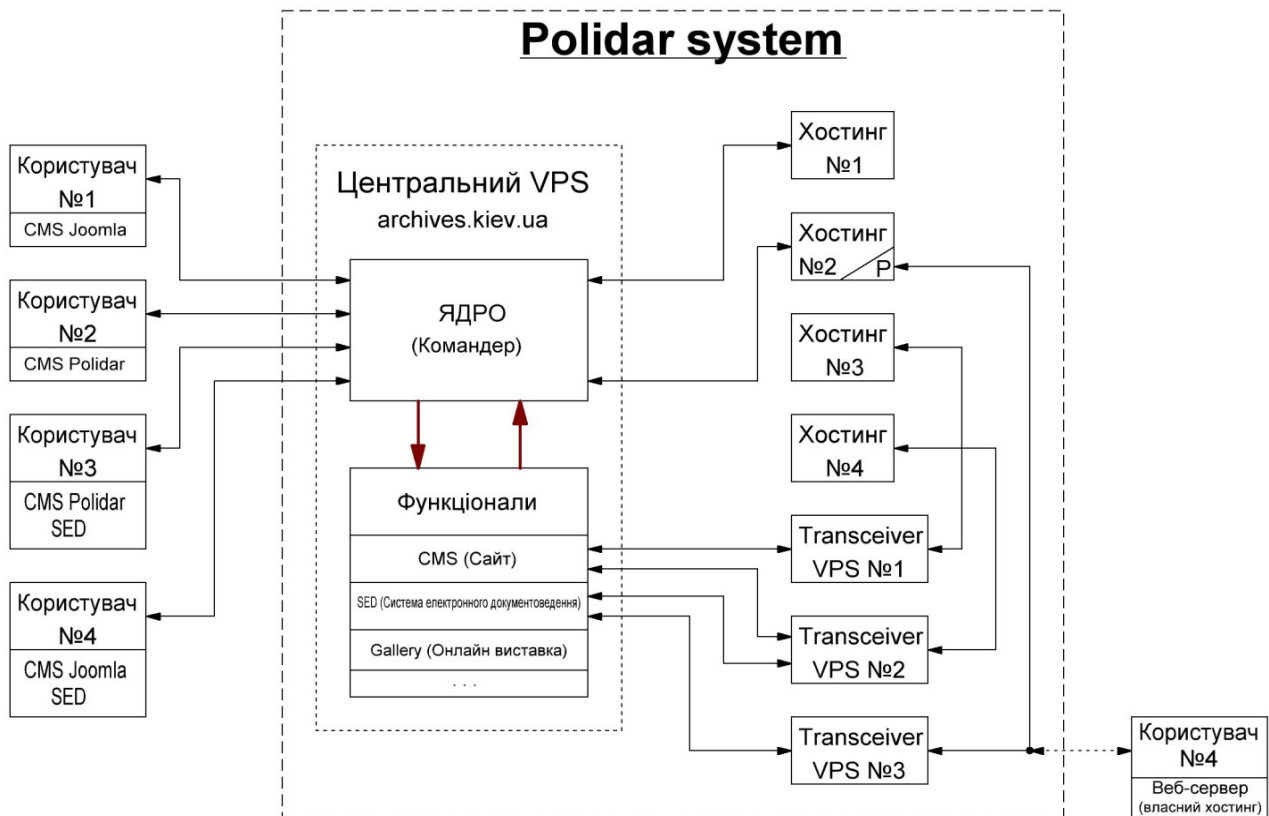 Polidar system
Користувач
№1
CMS Joomla
Користувач
№2
CMS Polidar
Користувач
№3
CMS Polidar
SED
Користувач
№4
CMS Joomla
SED
Центральний VPS
archives.kiev.ua
ЯДРО
(Командер)
Функціонали
CMS (Сайт)
SED (Система електронного документоведення)
Gallery (Онлайн виставка)
. . .
Хостинг
№1
Хостинг
№2 P
Хостинг
№3
Хостинг
№4
Transceiver
VPS №1
Transceiver
VPS №2
Transceiver
VPS №3
Користувач
№4
Веб-сервер
(власний хостинг)